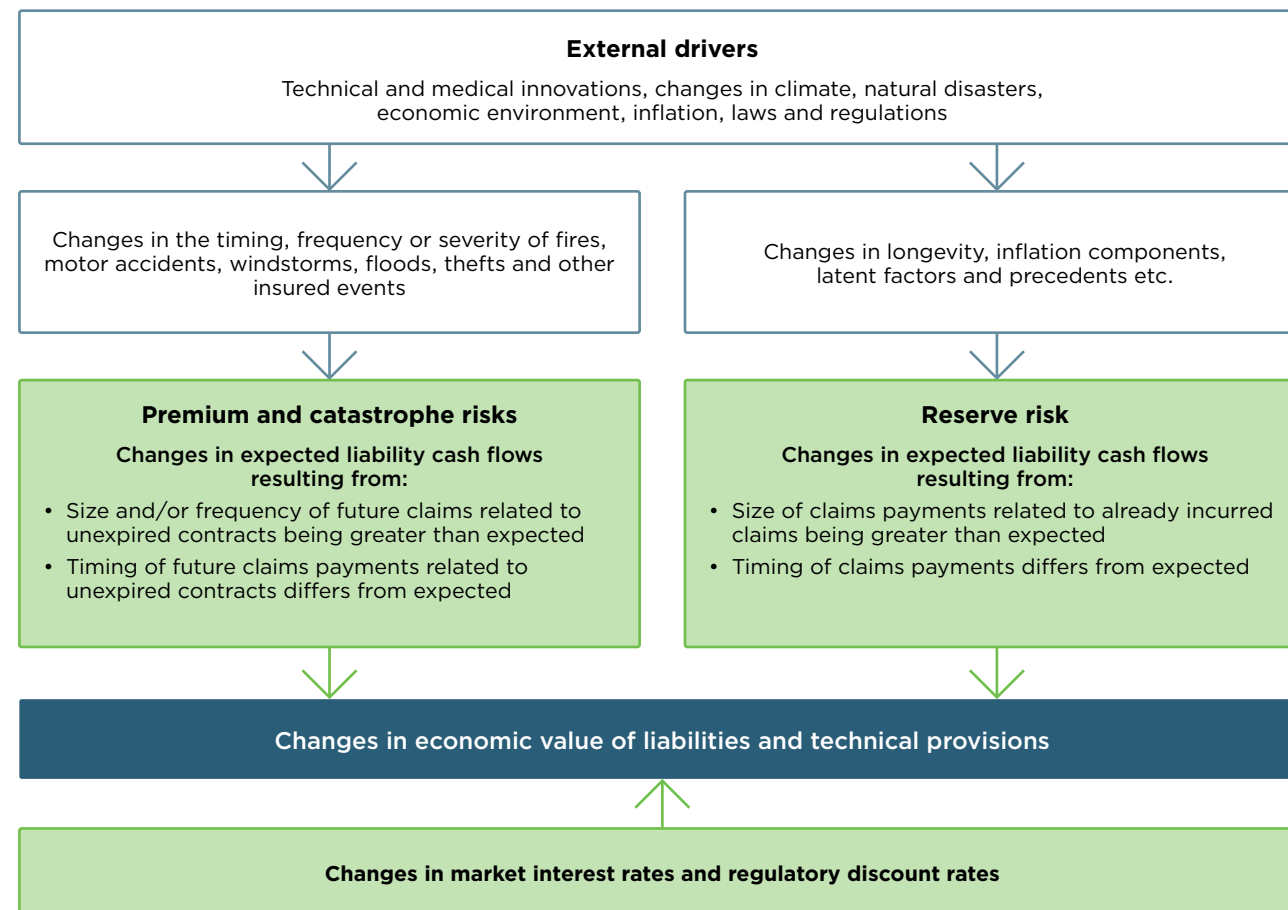 External drivers
Technical and medical innovations, changes in climate, natural disasters,
economic environment, inflation, laws and regulations
Changes in the timing, frequency or severity of fires,
motor accidents, windstorms, floods, thefts and other
insured events
Changes in longevity, inflation components,
latent factors and precedents etc.
Premium and catastrophe risks
Changes in expected liability cash flows
resulting from:
• Size and/or frequency of future claims related to
unexpired contracts being greater than expected
• Timing of future claims payments related to
unexpired contracts differs from expected
Reserve risk
Changes in expected liability cash flows
resulting from:
• Size of claims payments related to already incurred
claims being greater than expected
• Timing of claims payments differs from expected
Changes in economic value of liabilities and technical provisions
Changes in market interest rates and regulatory discount rates